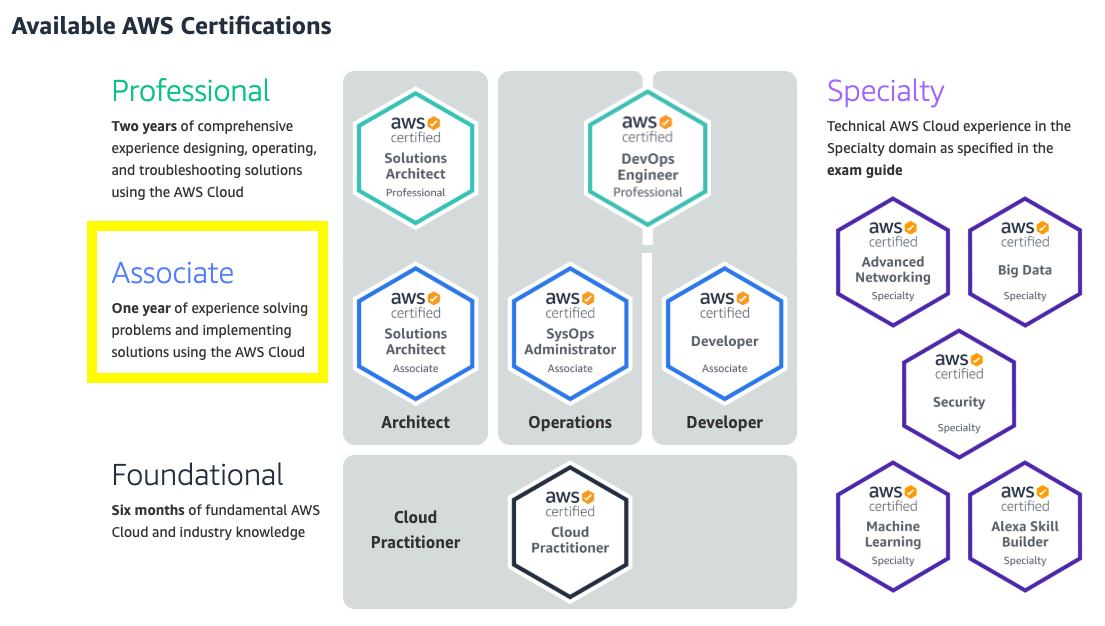 Available AWS Certifications
Professional
Two years of comprehensive
experience designing, operating,
and troubleshooting solutions
using the AWS Cloud
aws
certified
Solutions
Architect
Professional
aws
certified
DevOps
Engineer
Professional
Specialty
Technical AWS Cloud experience in the
Specialty domain as specified in the
exam guide
Associate
One year of experience solving
problems and implementing
solutions using the AWS Cloud
aws
certified
Solutions
Architect
Associate
aws
certified
SysOps
Administrator
Associate
aws
certified
Developer
Associate
Architect
Operations
Developer
aws
certified
Advanced
Networking
Specialty
aws
certified
Big Data
Specialty
aws
certified
Security
Specialty
Foundational
Six months of fundamental AWS
Cloud and industry knowledge
Cloud
Practitioner
aws
certified
Cloud
Practitioner
aws
certified
Machine
Learning
Specialty
aws
certified
Alexa Skill
Builder
Specialty